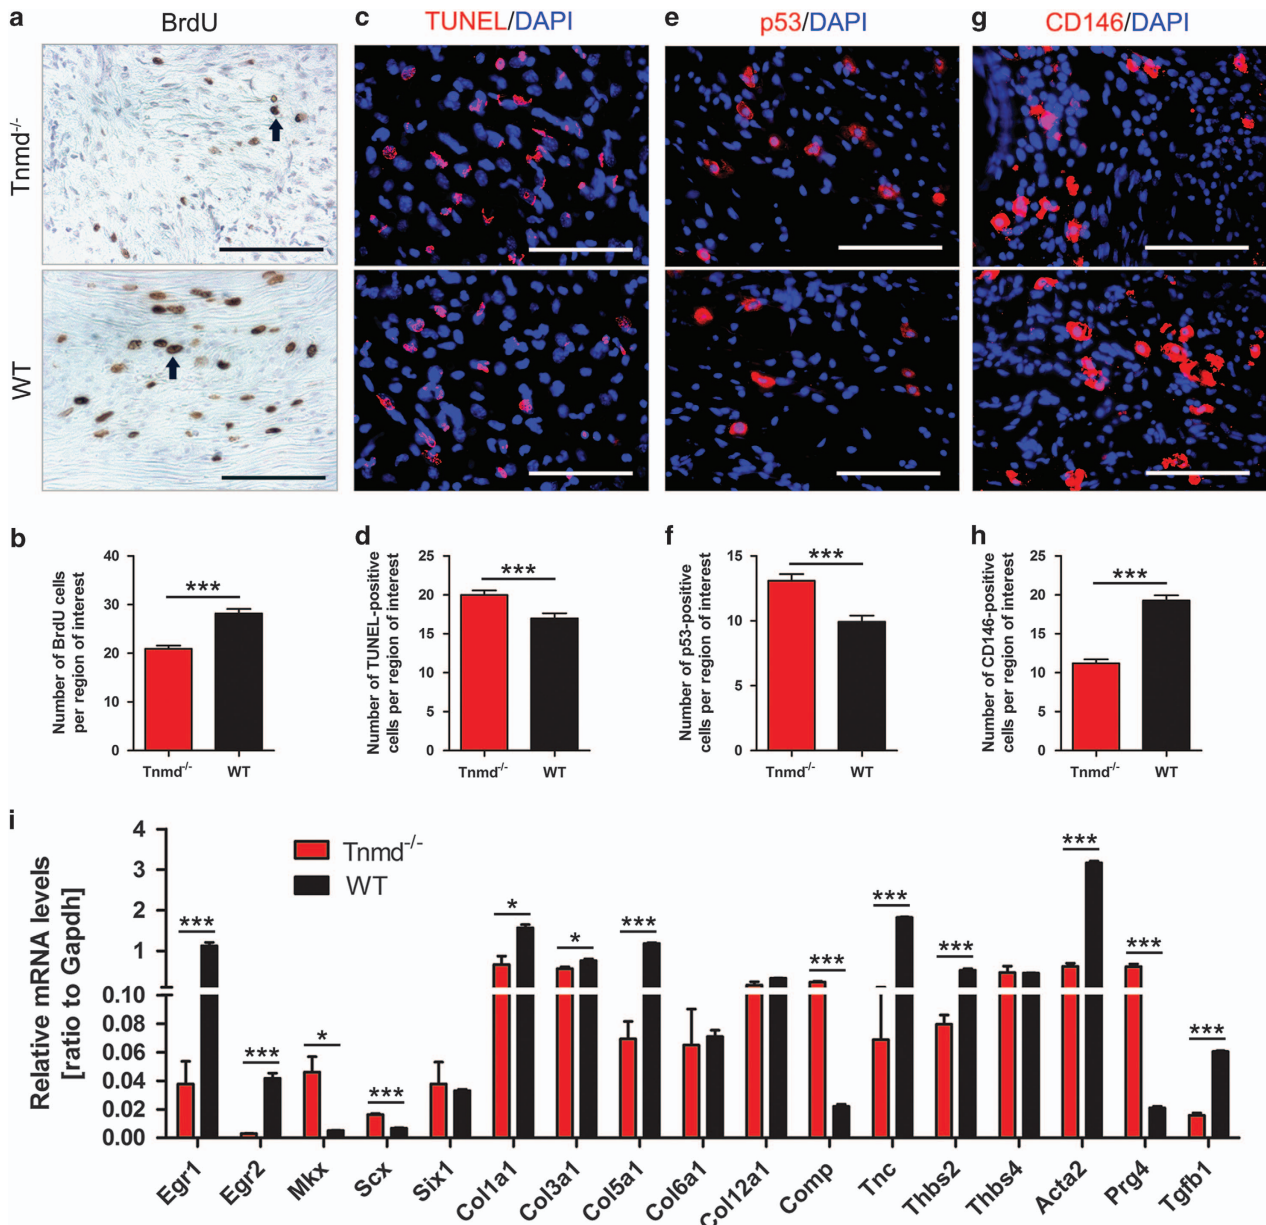 a BrdU c TUNEL/DAPI e p53/DAPI g CD146/DAPI
Tnmd-/-
WT
b
Number of BrdU cells
per region of interest
40
30
20
10
0
***
Tnmd-/- WT
d
Number of TUNEL-positive
cells per region of interest
25
20
15
10
5
0
***
Tnmd-/- WT
f
Number of p53-positive
cells per region of interest
15
10
5
0
***
Tnmd-/- WT
h
Number of CD146-positive
cells per region of interest
25
20
15
10
5
0
***
Tnmd-/- WT
i
Relative mRNA levels
[ratio to Gapdh]
4
3
2
1
0.10
0.08
0.06
0.04
0.02
0.00
Tnmd-/-
WT
*** *** * *** * * *** *** *** *** *** *** ***
Egr1 Egr2 Mkx Scx Six1 Col1a1 Col3a1 Col5a1 Col6a1 Col12a1 Comp Tnc Thbs2 Thbs4 Acta2 Prg4 Tgfb1